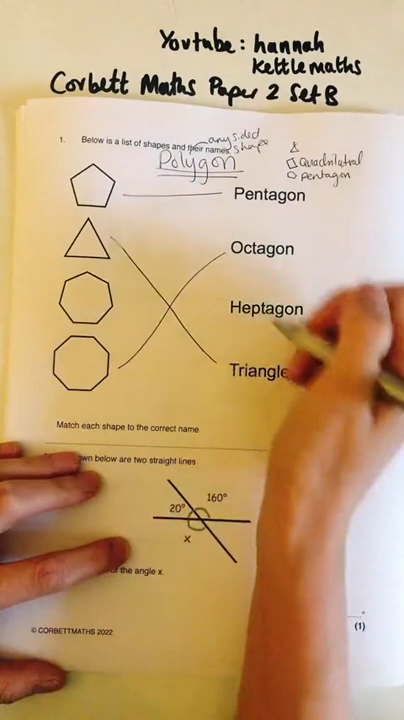 Youtube: hannah
kettlemaths
Corbett Maths Paper 2 Set B
1. Below is a list of shapes and their names.
any sided
shape
Polygon
Quadrilatral
Pentagon
Pentagon
Octagon
Heptagon
Triangle
Match each shape to the correct name.
own below are two straight lines.
160°
20°
x
of the angle x.
°
(1)
© CORBETTMATHS 2022